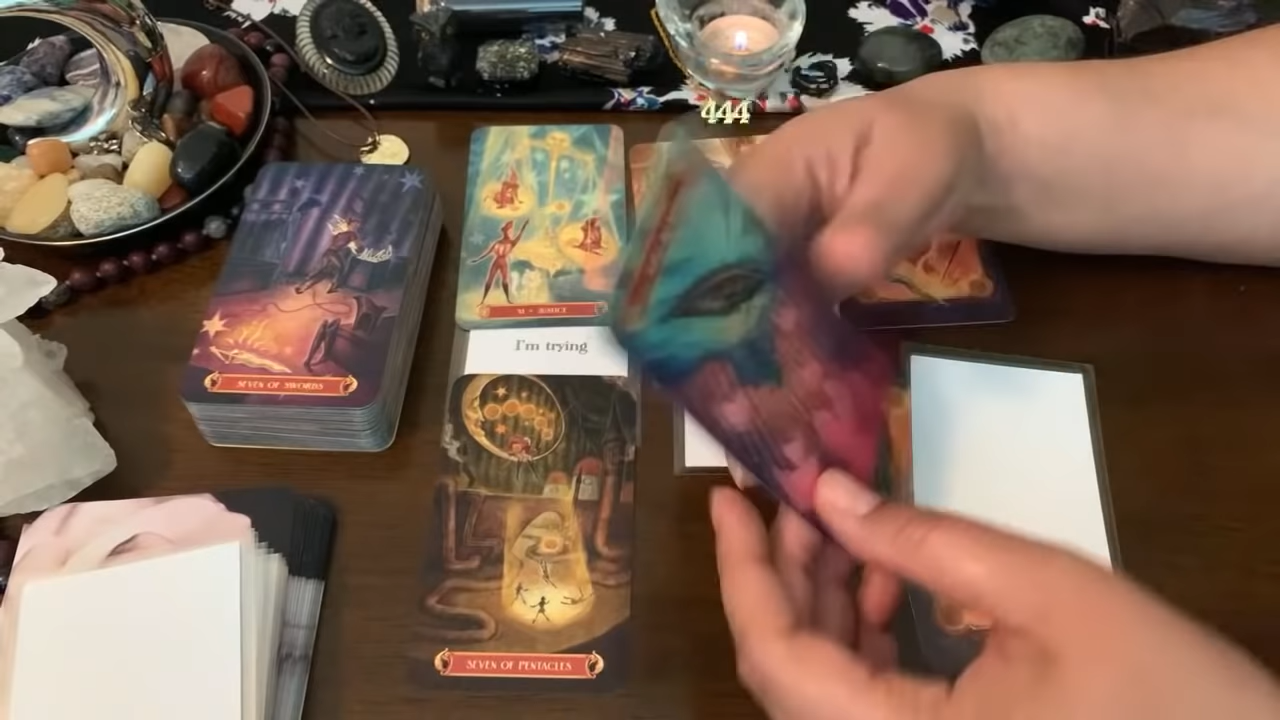 444
XI • JUSTICE
I'm trying
SEVEN OF SWORDS
SEVEN OF PENTACLES